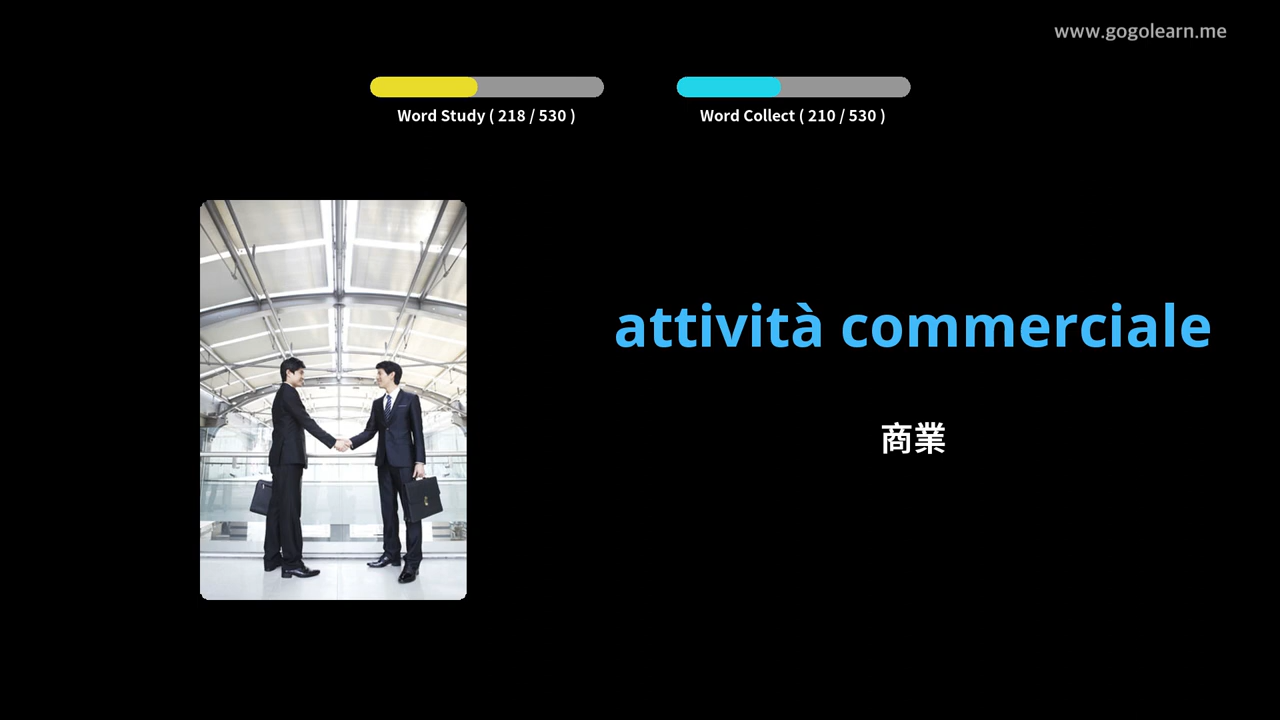 www.gogolearn.me
Word Study ( 218 / 530 )
Word Collect ( 210 / 530 )
attività commerciale
商業